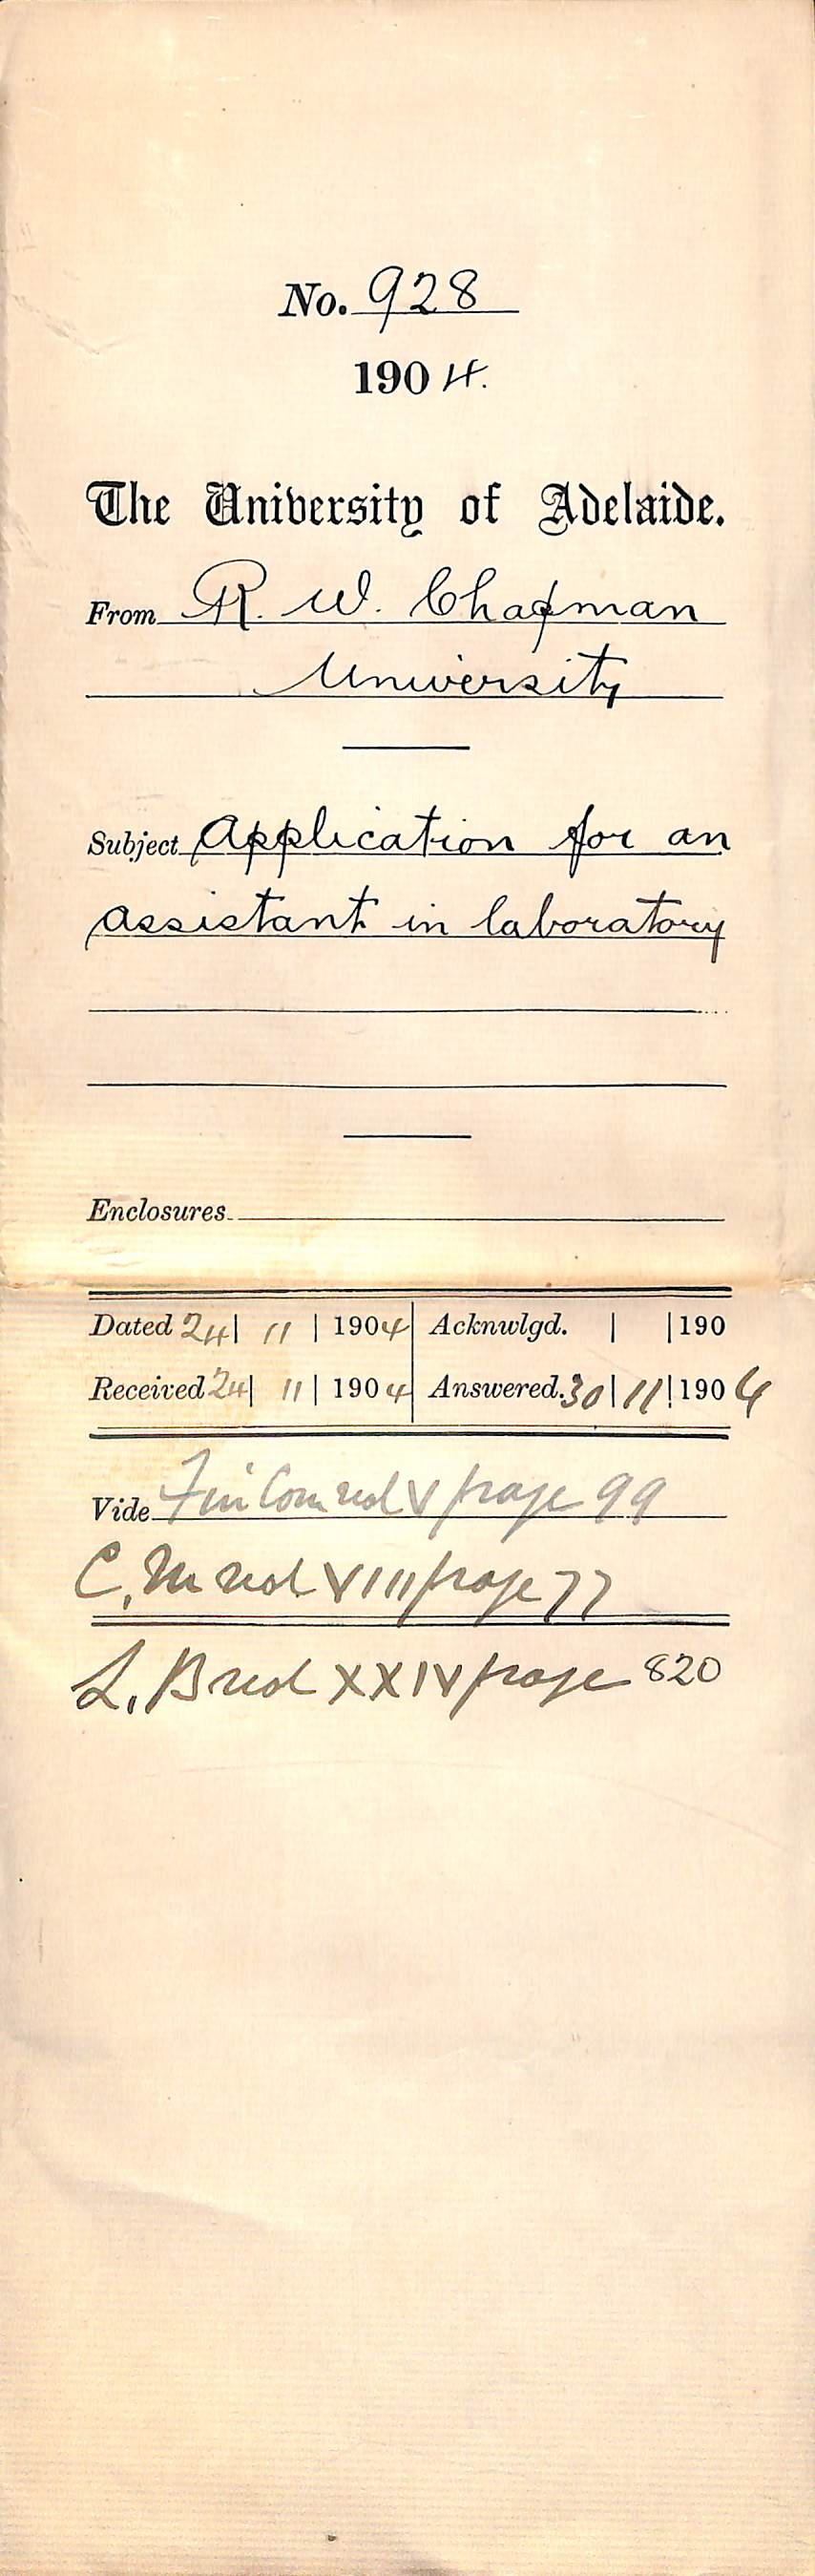 No. 928
1904.
The University of Adelaide.
From R. W. Chapman
University
Subject Application for an
assistant in laboratory
Enclosures
Dated 24 | 11 | 1904 Acknwlgd. | | 190
Received 24 | 11 | 1904 Answered. 30 | 11 | 1904
Vide Fin Com vol V page 99
C. M vol VIII page 77
L. B vol XXIV page 820